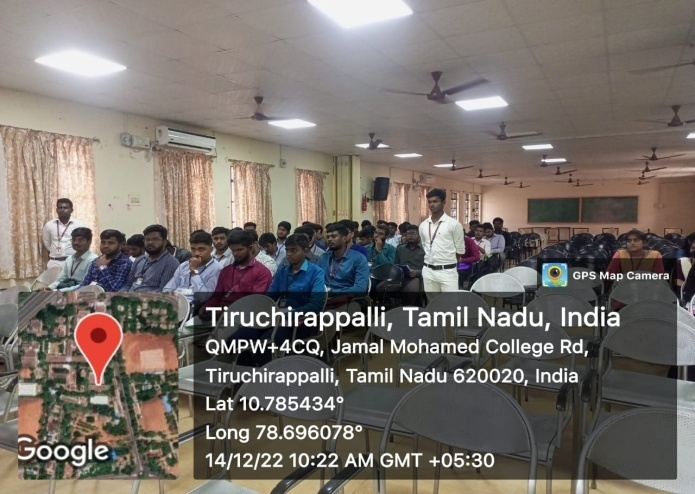 GPS Map Camera
Tiruchirappalli, Tamil Nadu, India
QMPW+4CQ, Jamal Mohamed College Rd,
Tiruchirappalli, Tamil Nadu 620020, India
Lat 10.785434°
Long 78.696078°
14/12/22 10:22 AM GMT +05:30
Google